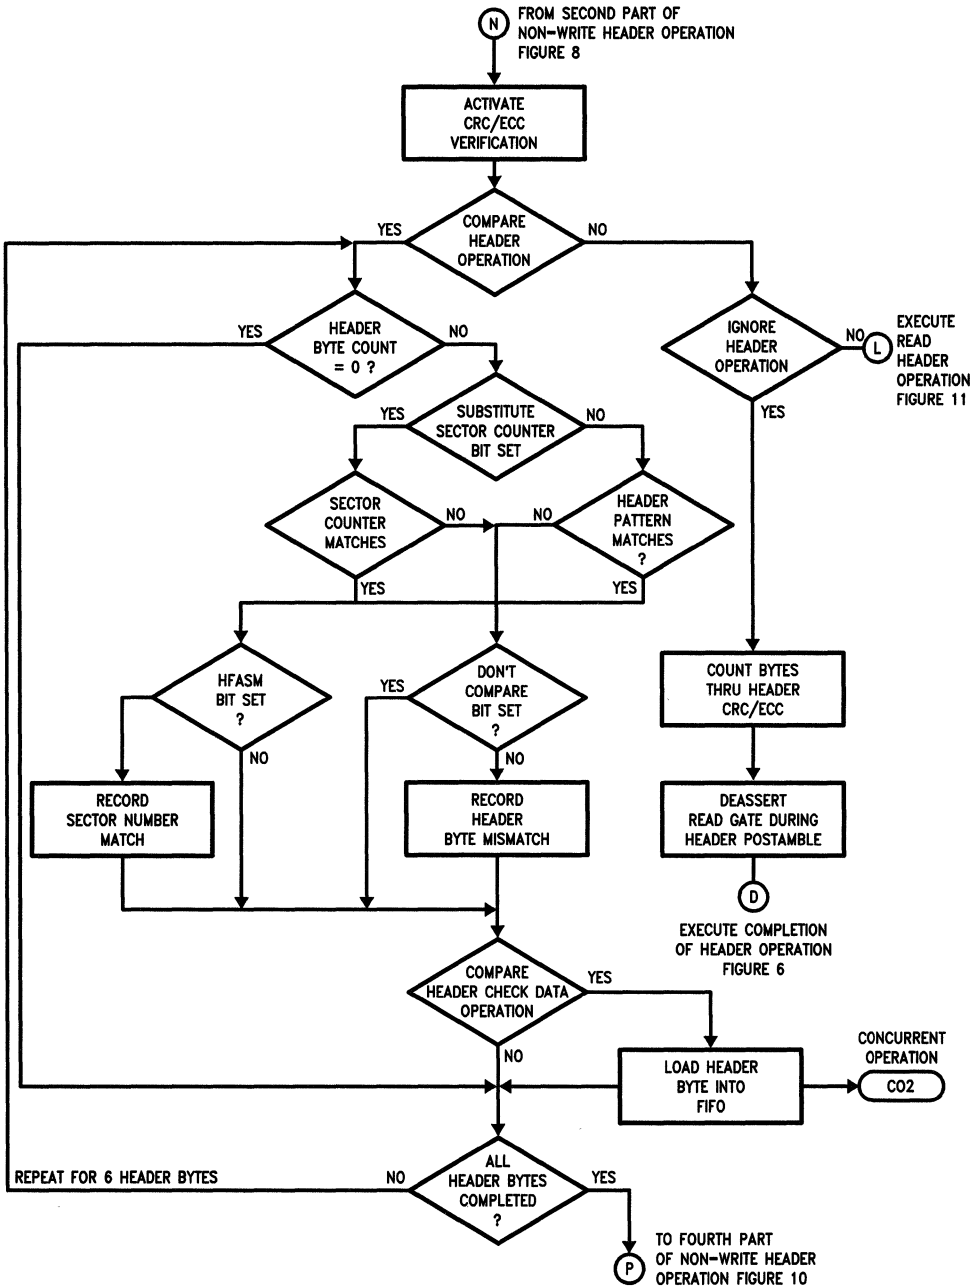 N
FROM SECOND PART OF
NON-WRITE HEADER OPERATION
FIGURE 8
ACTIVATE
CRC/ECC
VERIFICATION
COMPARE
HEADER
OPERATION
YES
NO
HEADER
BYTE COUNT
= 0 ?
YES
NO
IGNORE
HEADER
OPERATION
NO
L
EXECUTE
READ
HEADER
OPERATION
FIGURE 11
YES
SUBSTITUTE
SECTOR COUNTER
BIT SET
YES
NO
SECTOR
COUNTER
MATCHES
NO
YES
HEADER
PATTERN
MATCHES
?
NO
YES
HFASM
BIT SET
?
NO
DON'T
COMPARE
BIT SET
?
YES
NO
COUNT BYTES
THRU HEADER
CRC/ECC
RECORD
SECTOR NUMBER
MATCH
RECORD
HEADER
BYTE MISMATCH
DEASSERT
READ GATE DURING
HEADER POSTAMBLE
D
EXECUTE COMPLETION
OF HEADER OPERATION
FIGURE 6
COMPARE
HEADER CHECK DATA
OPERATION
YES
NO
LOAD HEADER
BYTE INTO
FIFO
CONCURRENT
OPERATION
CO2
ALL
HEADER BYTES
COMPLETED
?
NO
REPEAT FOR 6 HEADER BYTES
YES
P
TO FOURTH PART
OF NON-WRITE HEADER
OPERATION FIGURE 10